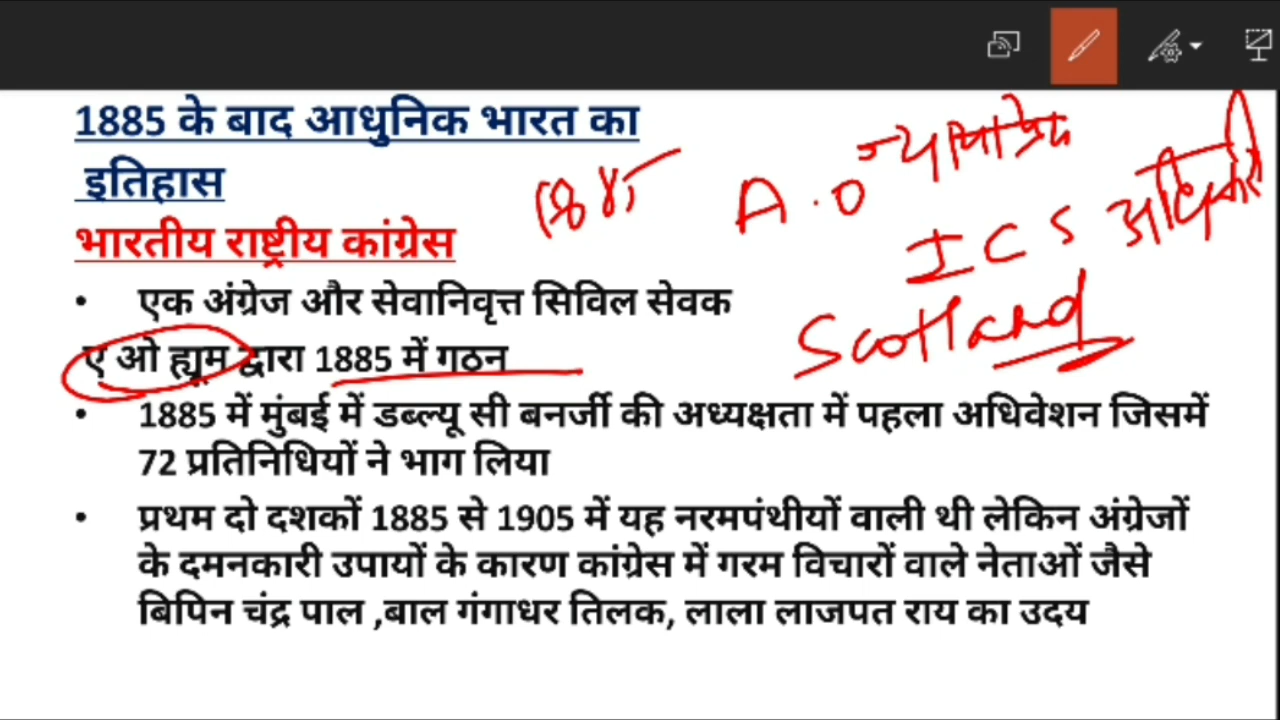 1885 के बाद आधुनिक भारत का
इतिहास
भारतीय राष्ट्रीय कांग्रेस
1885
A.O
ICS अधिकारी
Scotland
• एक अंग्रेज और सेवानिवृत्त सिविल सेवक
ए ओ ह्यूम द्वारा 1885 में गठन
• 1885 में मुंबई में डब्ल्यू सी बनर्जी की अध्यक्षता में पहला अधिवेशन जिसमें
72 प्रतिनिधियों ने भाग लिया
• प्रथम दो दशकों 1885 से 1905 में यह नरमपंथीयों वाली थी लेकिन अंग्रेजों
के दमनकारी उपायों के कारण कांग्रेस में गरम विचारों वाले नेताओं जैसे
बिपिन चंद्र पाल ,बाल गंगाधर तिलक, लाला लाजपत राय का उदय